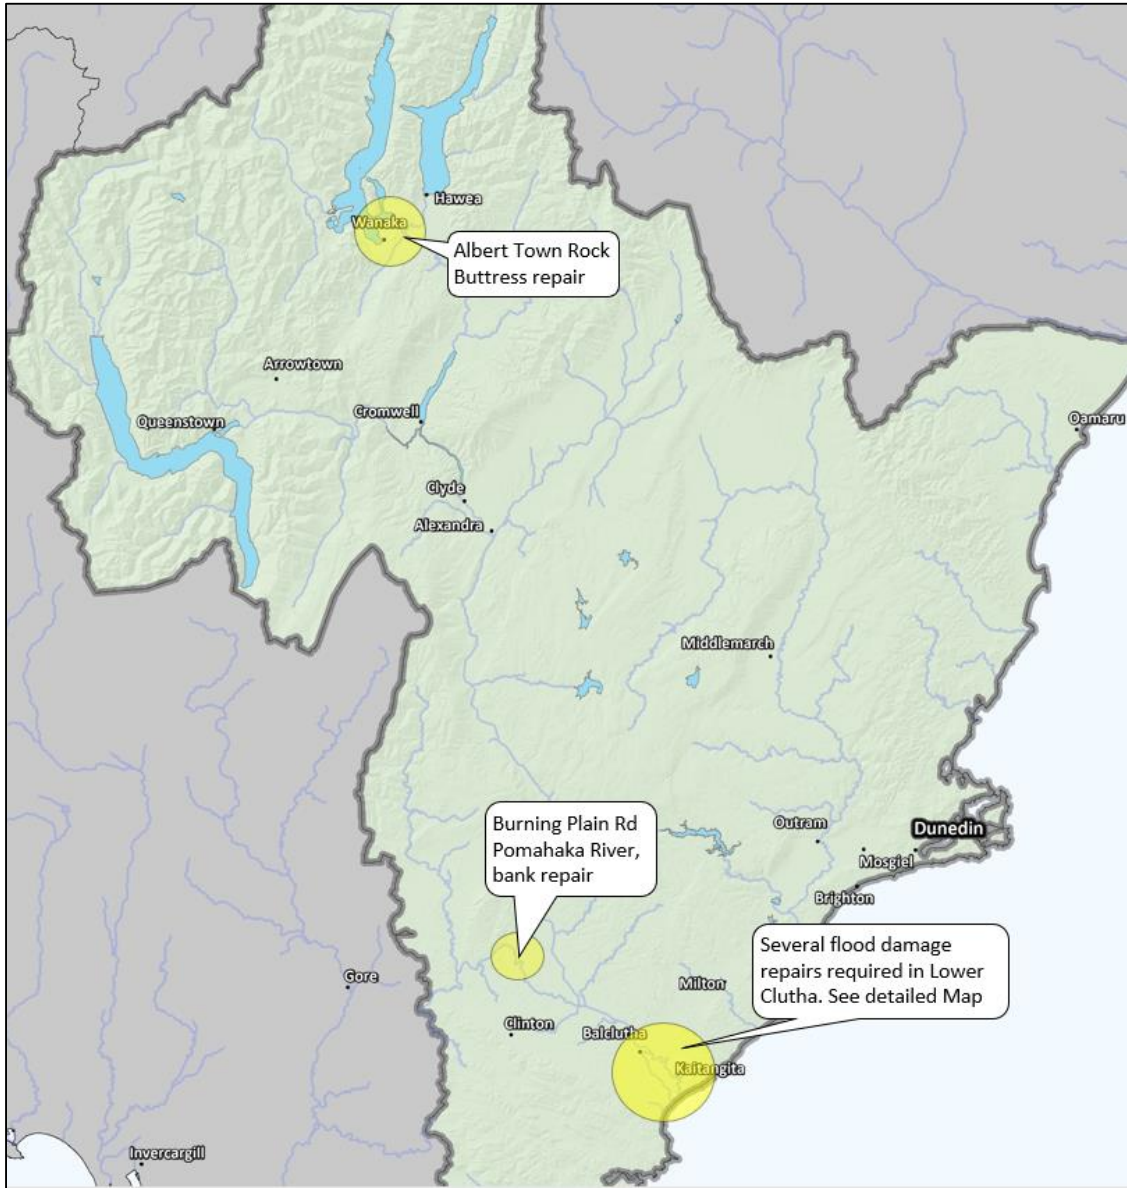 Hawea
Wanaka
Albert Town Rock
Buttress repair
Arrowtown
Cromwell
Queenstown
Oamaru
Clyde
Alexandra
Middlemarch
Burning Plain Rd
Pomahaka River,
bank repair
Outram
Dunedin
Mosgiel
Brighton
Several flood damage
repairs required in Lower
Clutha. See detailed Map
Gore
Milton
Clinton
Balclutha
Kaitangita
Invercargill